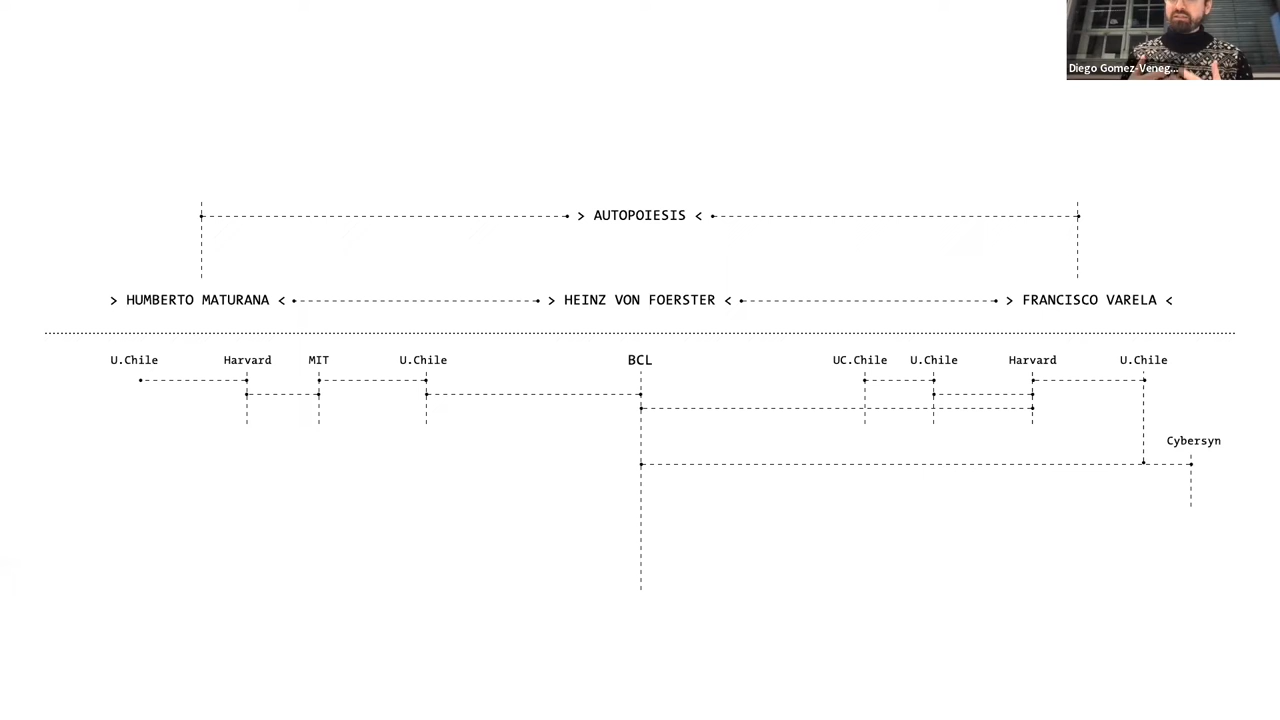 Diego Gomez-Veneg...
> AUTOPOIESIS <
> HUMBERTO MATURANA < > HEINZ VON FOERSTER < > FRANCISCO VARELA <
U.Chile Harvard MIT U.Chile BCL UC.Chile U.Chile Harvard U.Chile
Cybersyn